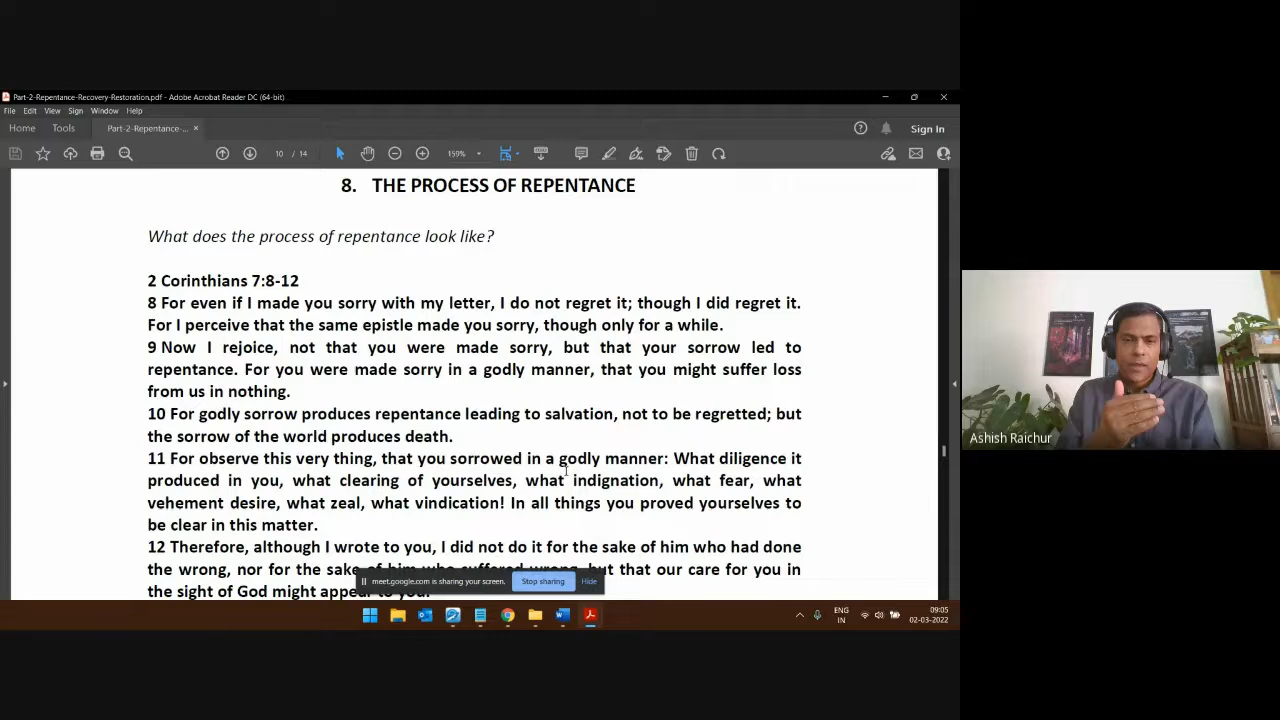 Part-2-Repentance-Recovery-Restoration.pdf - Adobe Acrobat Reader DC (64-bit)
File Edit View Sign Window Help
Home Tools Part-2-Repentance-... × Sign In
10 / 14 159%
8. THE PROCESS OF REPENTANCE
What does the process of repentance look like?
2 Corinthians 7:8-12
8 For even if I made you sorry with my letter, I do not regret it; though I did regret it.
For I perceive that the same epistle made you sorry, though only for a while.
9 Now I rejoice, not that you were made sorry, but that your sorrow led to
repentance. For you were made sorry in a godly manner, that you might suffer loss
from us in nothing.
10 For godly sorrow produces repentance leading to salvation, not to be regretted; but
the sorrow of the world produces death.
11 For observe this very thing, that you sorrowed in a godly manner: What diligence it
produced in you, what clearing of yourselves, what indignation, what fear, what
vehement desire, what zeal, what vindication! In all things you proved yourselves to
be clear in this matter.
12 Therefore, although I wrote to you, I did not do it for the sake of him who had done
the wrong, nor for the sake of him who suffered wrong, but that our care for you in
the sight of God might appear to you.
meet.google.com is sharing your screen. Stop sharing Hide
ENG
IN
09:05
02-03-2022
Ashish Raichur